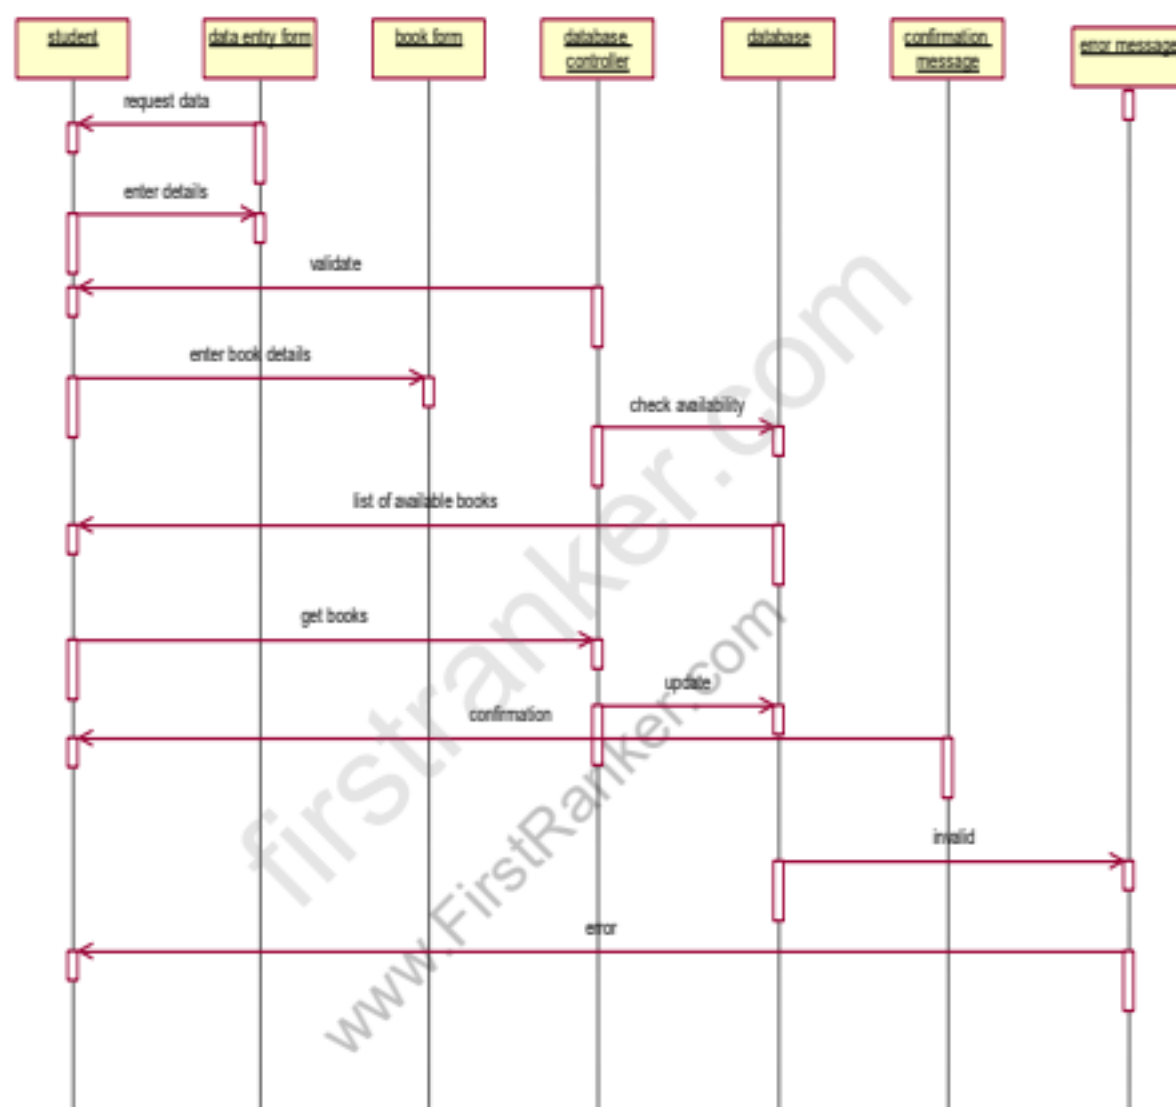 student
data entry form
book form
database
controller
database
confirmation
message
error message
request data
enter details
validate
enter book details
check availability
list of available books
get books
update
confirmation
invalid
error
firstranker.com
www.FirstRanker.com